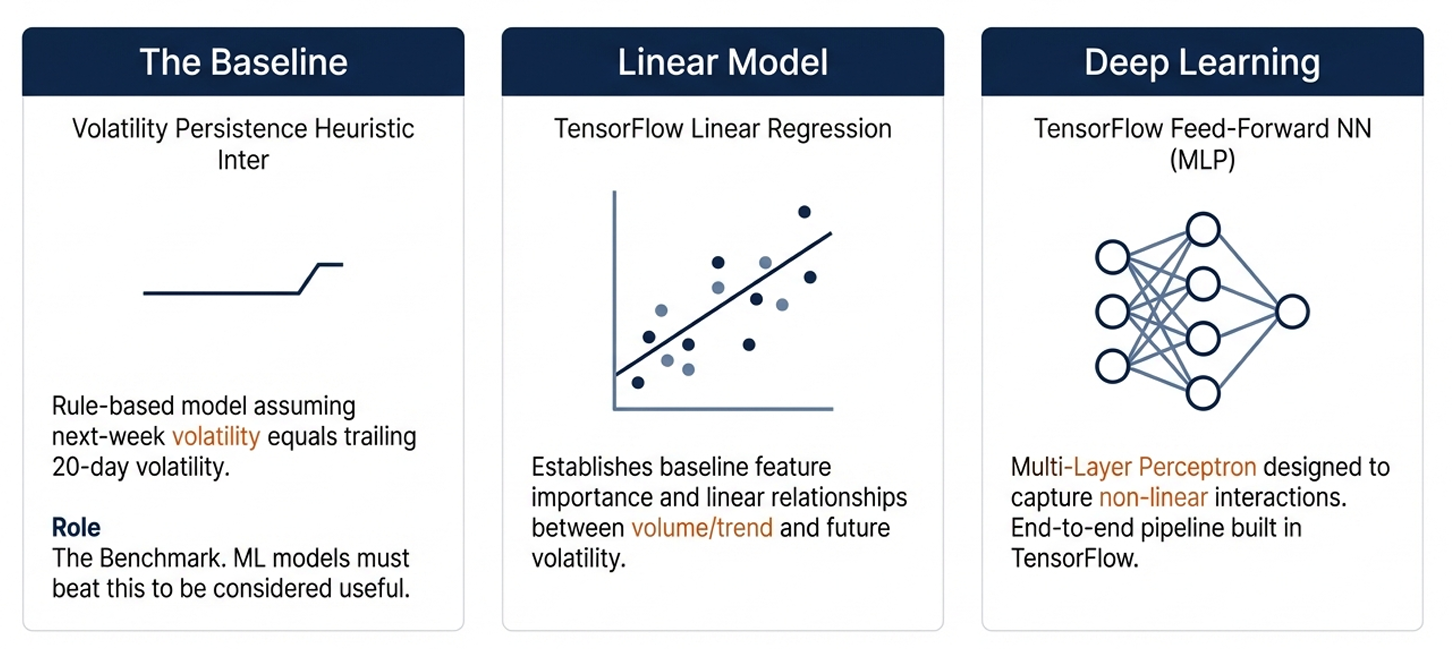 The Baseline
Volatility Persistence Heuristic
Inter
Rule-based model assuming
next-week volatility equals trailing
20-day volatility.
Role
The Benchmark. ML models must
beat this to be considered useful.
Linear Model
TensorFlow Linear Regression
Establishes baseline feature
importance and linear relationships
between volume/trend and future
volatility.
Deep Learning
TensorFlow Feed-Forward NN
(MLP)
Multi-Layer Perceptron designed to
capture non-linear interactions.
End-to-end pipeline built in
TensorFlow.